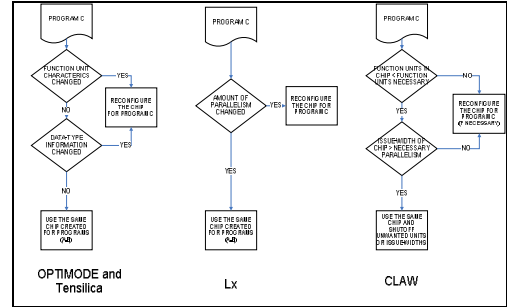 PROGRAM C
FUNCTION UNIT
CHARACTERICS
CHANGED
YES
NO
RECONFIGURE
THE CHIP
FOR PROGRAM C
DATA-TYPE
INFORMATION
CHANGED
YES
NO
USE THE SAME
CHIP CREATED
FOR PROGRAMS
OPTIMODE and
Tensilica
PROGRAM C
AMOUNT OF
PARALLELISM
CHANGED
YES
RECONFIGURE
THE CHIP FOR
PROGRAM C
YES
USE THE SAME
CHIP CREATED
FOR PROGRAMS
Lx
PROGRAM C
FUNCTION UNITS IN
CHIP < FUNCTION
UNITS NECESSARY
NO
YES
RECONFIGURE
THE CHIP FOR
PROGRAM C
(IF NECESSARY)
ISSUEWIDTH OF
CHIP > NECESSARY
PARALLELISM
NO
YES
USE THE SAME
CHIP AND
SHUTOFF
UNWANTED UNITS
OR ISSUEWIDTHS
CLAW